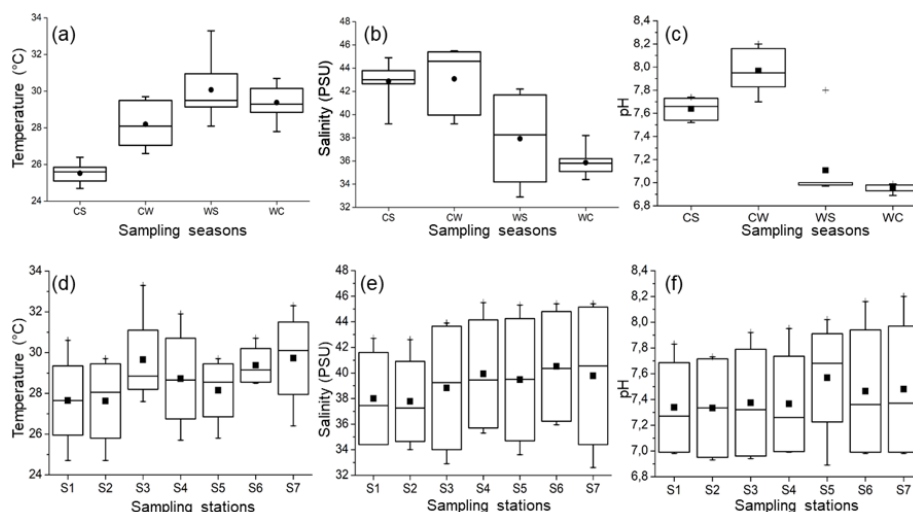 (a)
Temperature (°C)
34
32
30
28
26
24
CS CW WS WC
Sampling seasons
(b)
Salinity (PSU)
48
46
44
42
40
38
36
34
32
CS CW WS WC
Sampling seasons
(c)
pH
8,2
8,0
7,8
7,6
7,4
7,2
7,0
6,8
CS CW WS WC
Sampling seasons
(d)
Temperature (°C)
34
32
30
28
26
24
S1 S2 S3 S4 S5 S6 S7
Sampling stations
(e)
Salinity (PSU)
48
46
44
42
40
38
36
34
32
S1 S2 S3 S4 S5 S6 S7
Sampling stations
(f)
pH
8,2
8,0
7,8
7,6
7,4
7,2
7,0
6,8
S1 S2 S3 S4 S5 S6 S7
Sampling stations